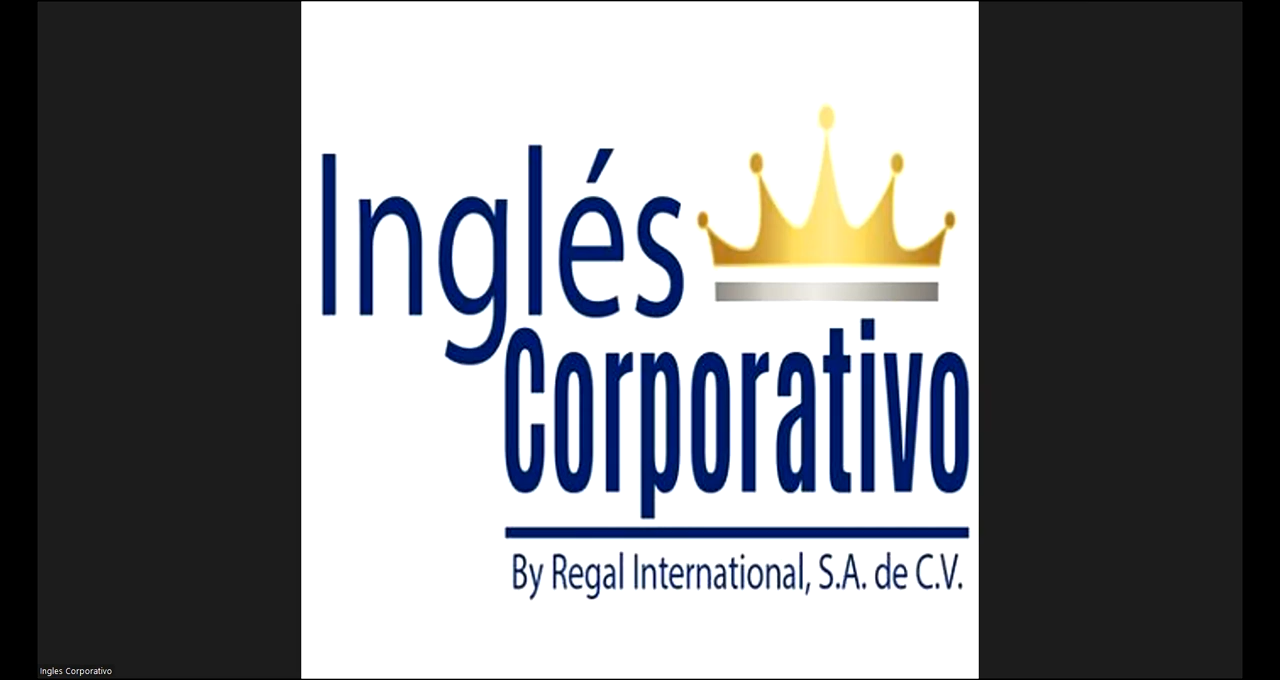 Inglés
Corporativo
By Regal International, S.A. de C.V.
Ingles Corporativo